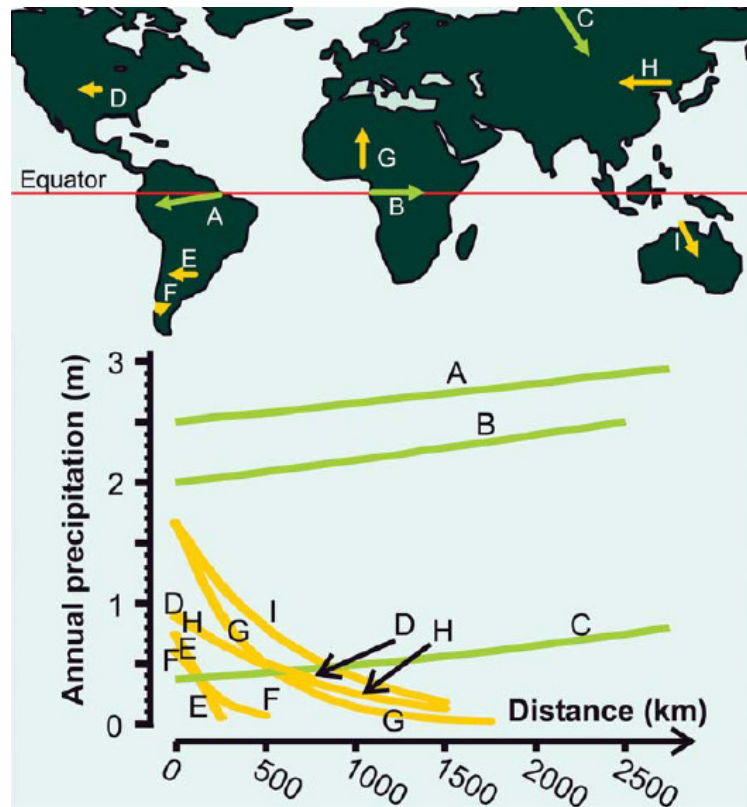 C
H
D
G
Equator
B
A
I
E
F
3
A
B
2
1
D
H
G
I
D
H
C
E
F
E
F
G
0
Annual precipitation (m)
Distance (km)
0
500
1000
1500
2000
2500